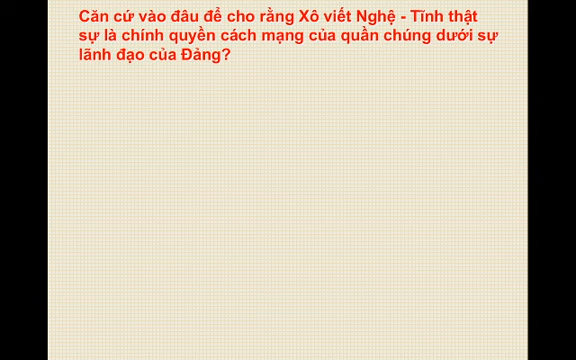 Căn cứ vào đâu để cho rằng Xô viết Nghệ - Tĩnh thật
sự là chính quyền cách mạng của quần chúng dưới sự
lãnh đạo của Đảng?